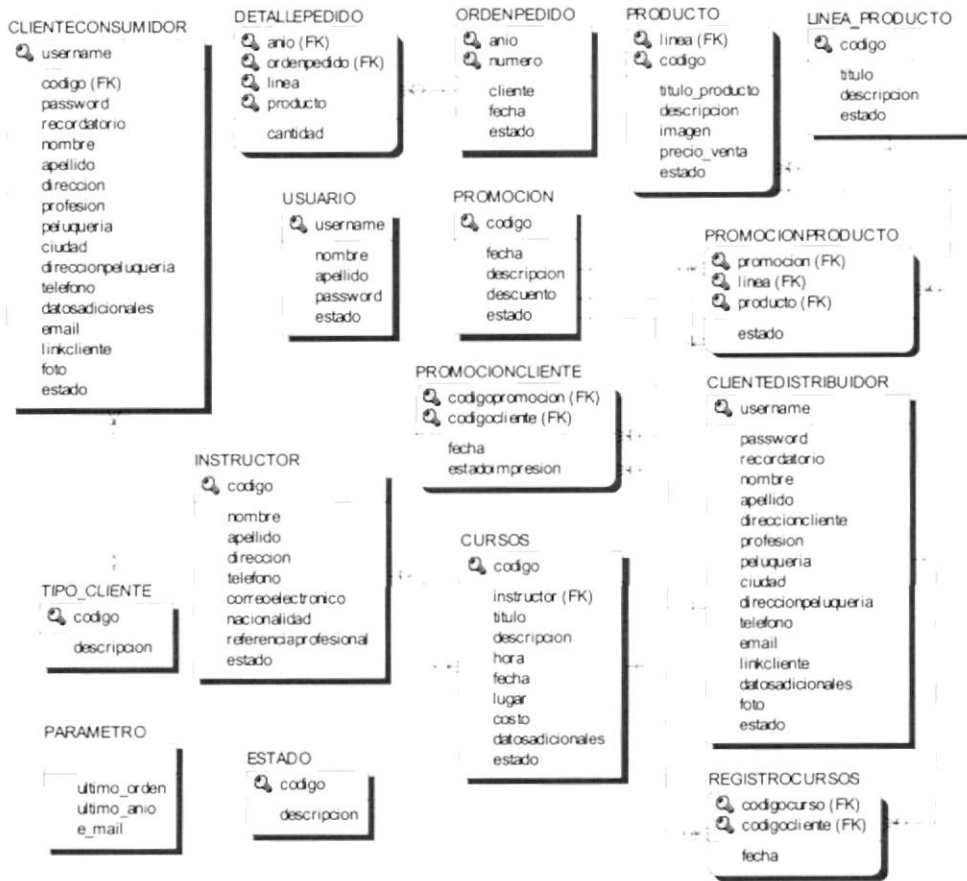 CLIENTECONSUMIDOR
username
codigo (FK)
password
recordatorio
nombre
apellido
direccion
profesion
peluqueria
ciudad
direccionpeluqueria
telefono
datosadicionales
email
linkcliente
foto
estado
DETALLEPEDIDO
anio (FK)
ordenpedido (FK)
linea
producto
cantidad
ORDENPEDIDO
anio
numero
cliente
fecha
estado
PRODUCTO
linea (FK)
codigo
titulo_producto
descripcion
imagen
precio_venta
estado
LINEA_PRODUCTO
codigo
titulo
descripcion
estado
USUARIO
username
nombre
apellido
password
estado
PROMOCION
codigo
fecha
descripcion
descuento
estado
PROMOCIONPRODUCTO
promocion (FK)
linea (FK)
producto (FK)
estado
PROMOCIONCLIENTE
codigopromocion (FK)
codigocliente (FK)
fecha
estadoimpresion
CLIENTEDISTRIBUIDOR
username
password
recordatorio
nombre
apellido
direccioncliente
profesion
peluqueria
ciudad
direccionpeluqueria
telefono
email
linkcliente
datosadicionales
foto
estado
INSTRUCTOR
codigo
nombre
apellido
direccion
telefono
correoelectronico
nacionalidad
referenciaprofesional
estado
CURSOS
codigo
instructor (FK)
titulo
descripcion
hora
fecha
lugar
costo
datosadicionales
estado
TIPO_CLIENTE
codigo
descripcion
PARAMETRO
ultimo_orden
ultimo_anio
e_mail
ESTADO
codigo
descripcion
REGISTROCURSOS
codigocurso (FK)
codigocliente (FK)
fecha